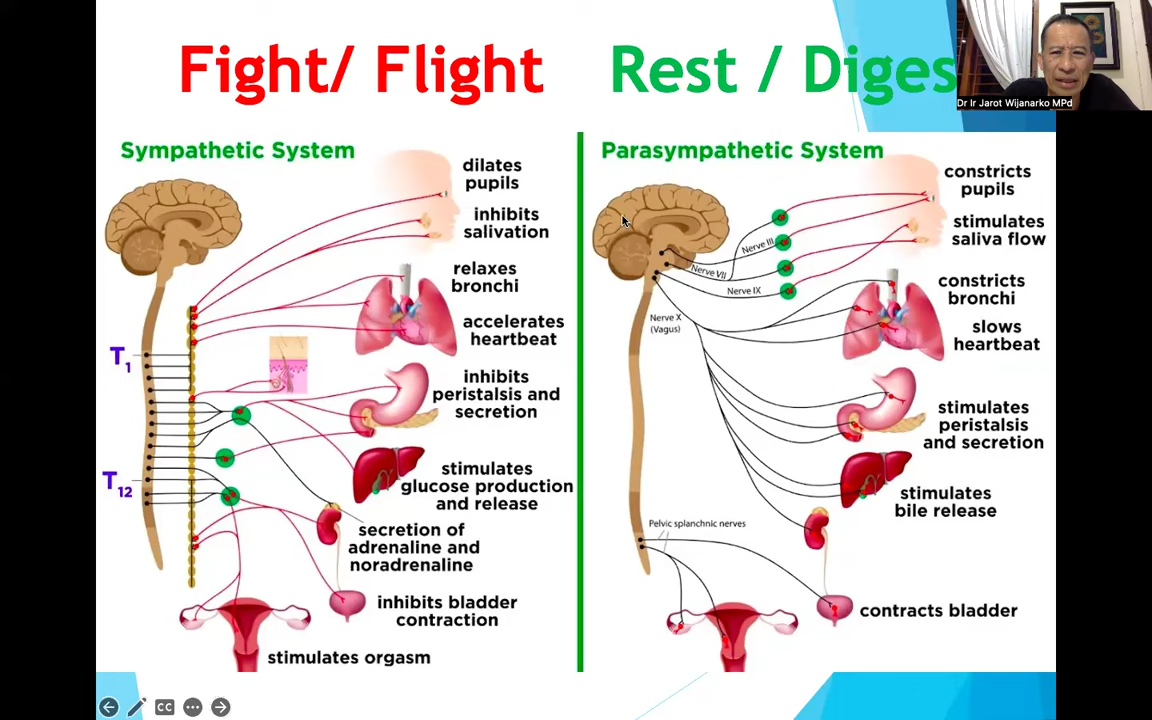 Fight/ Flight
Rest / Diges
Dr Ir Jarot Wijanarko MPd
Sympathetic System
dilates
pupils
inhibits
salivation
relaxes
bronchi
accelerates
heartbeat
T1
inhibits
peristalsis and
secretion
T12
stimulates
glucose production
and release
secretion of
adrenaline and
noradrenaline
inhibits bladder
contraction
stimulates orgasm
Parasympathetic System
constricts
pupils
stimulates
saliva flow
Nerve III
Nerve VII
Nerve IX
Nerve X
(Vagus)
constricts
bronchi
slows
heartbeat
stimulates
peristalsis
and secretion
stimulates
bile release
Pelvic splanchnic nerves
contracts bladder
CC